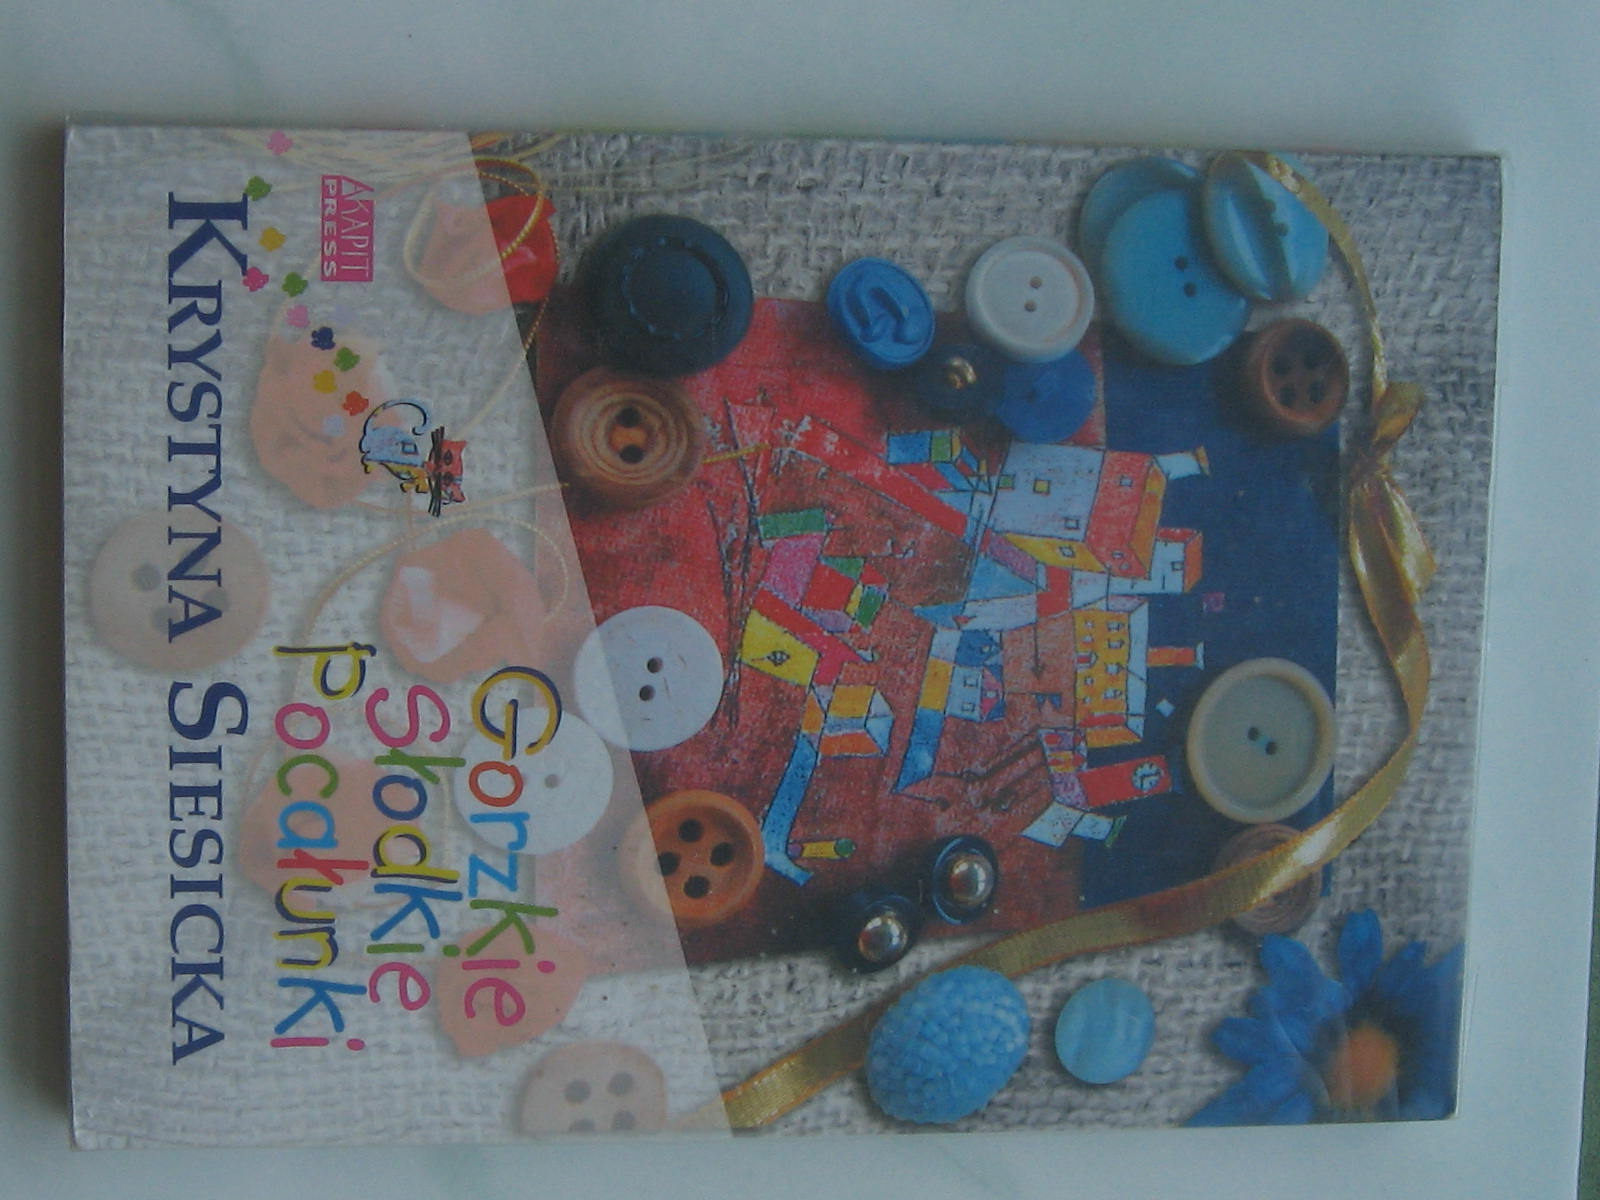 Gorzkie
Słodkie
pocałunki
KRYSTYNA SIESICKA
AKAPIT
PRESS